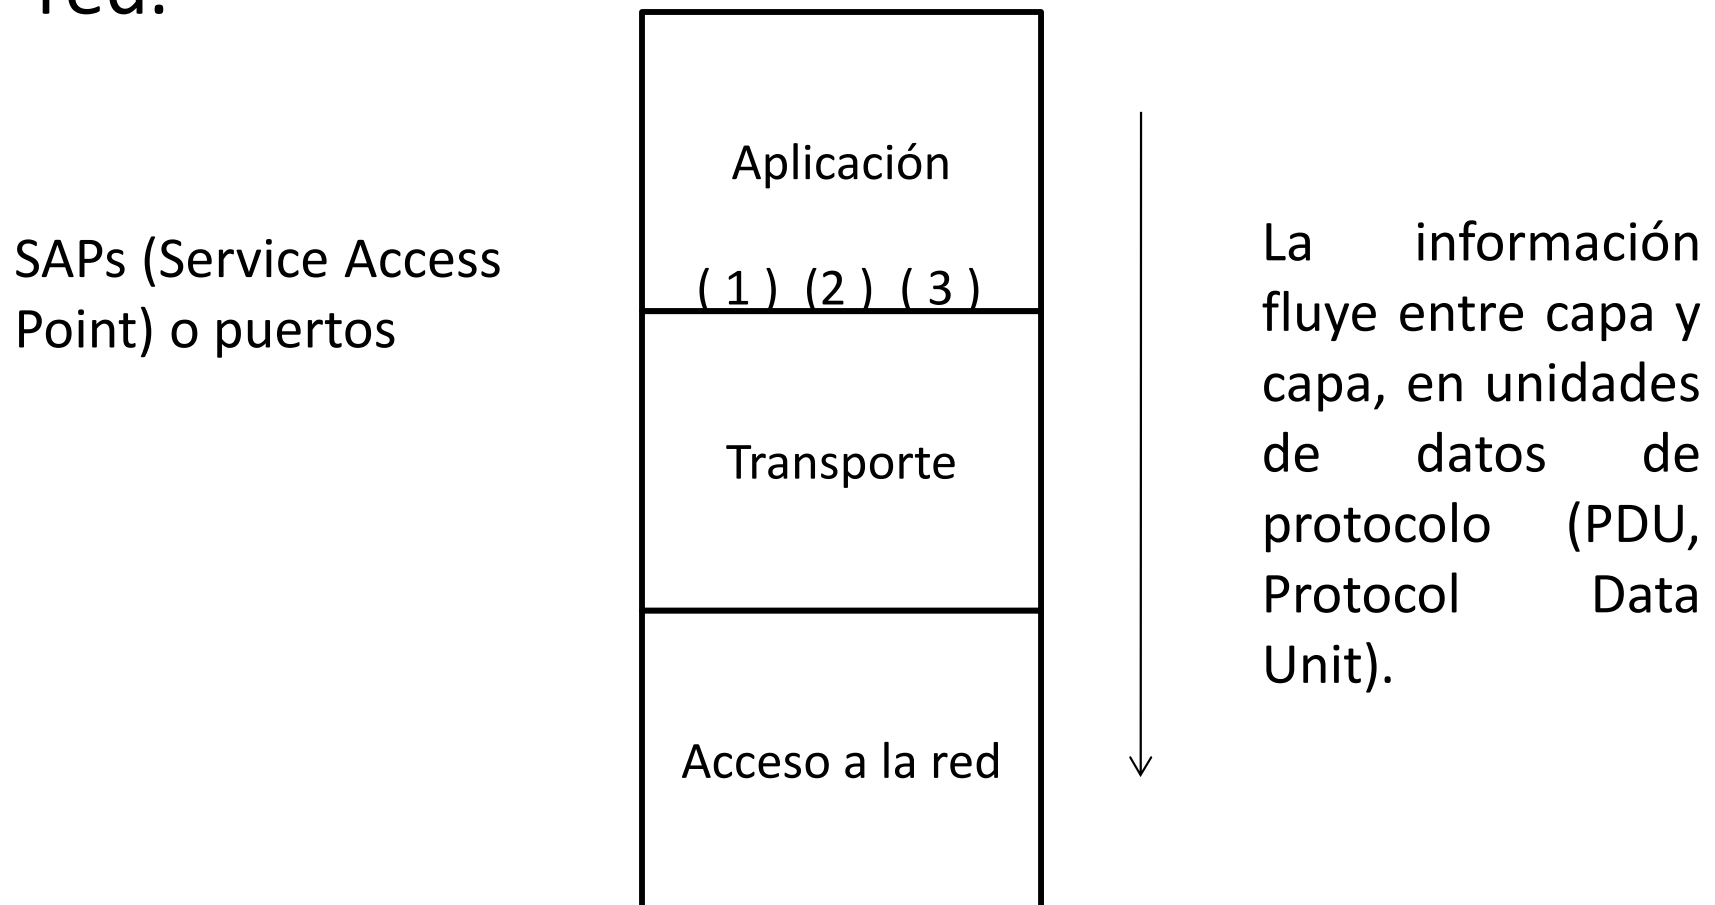 red.
Aplicación
SAPs (Service Access
Point) o puertos
( 1 ) (2 ) ( 3 )
Transporte
Acceso a la red
La información
fluye entre capa y
capa, en unidades
de datos de
protocolo (PDU,
Protocol Data
Unit).